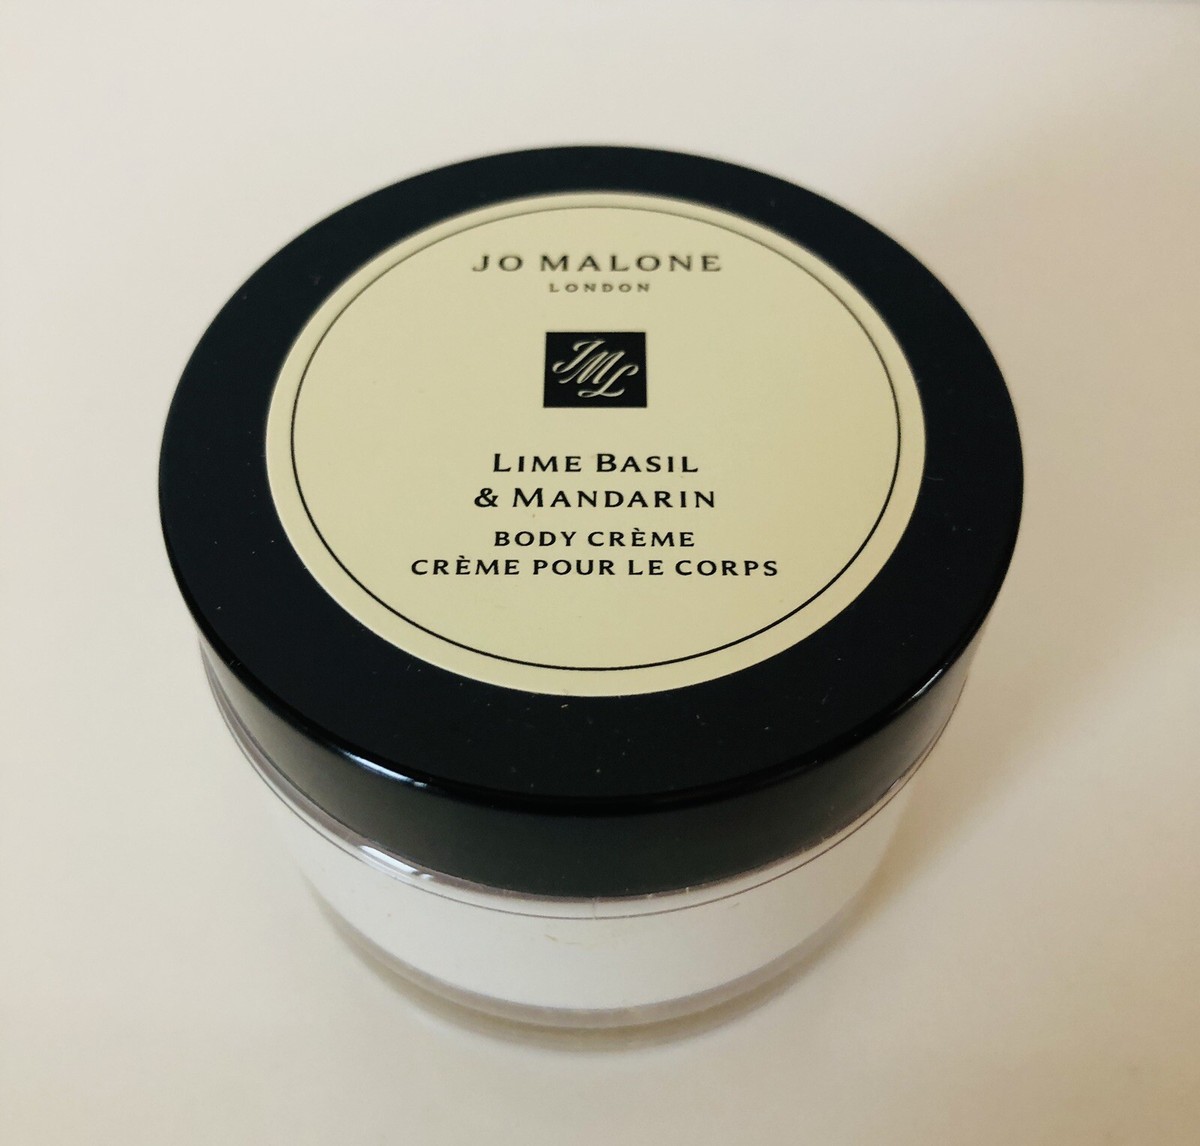 JO MALONE
LONDON
JML
LIME BASIL
& MANDARIN
BODY CRÈME
CRÈME POUR LE CORPS